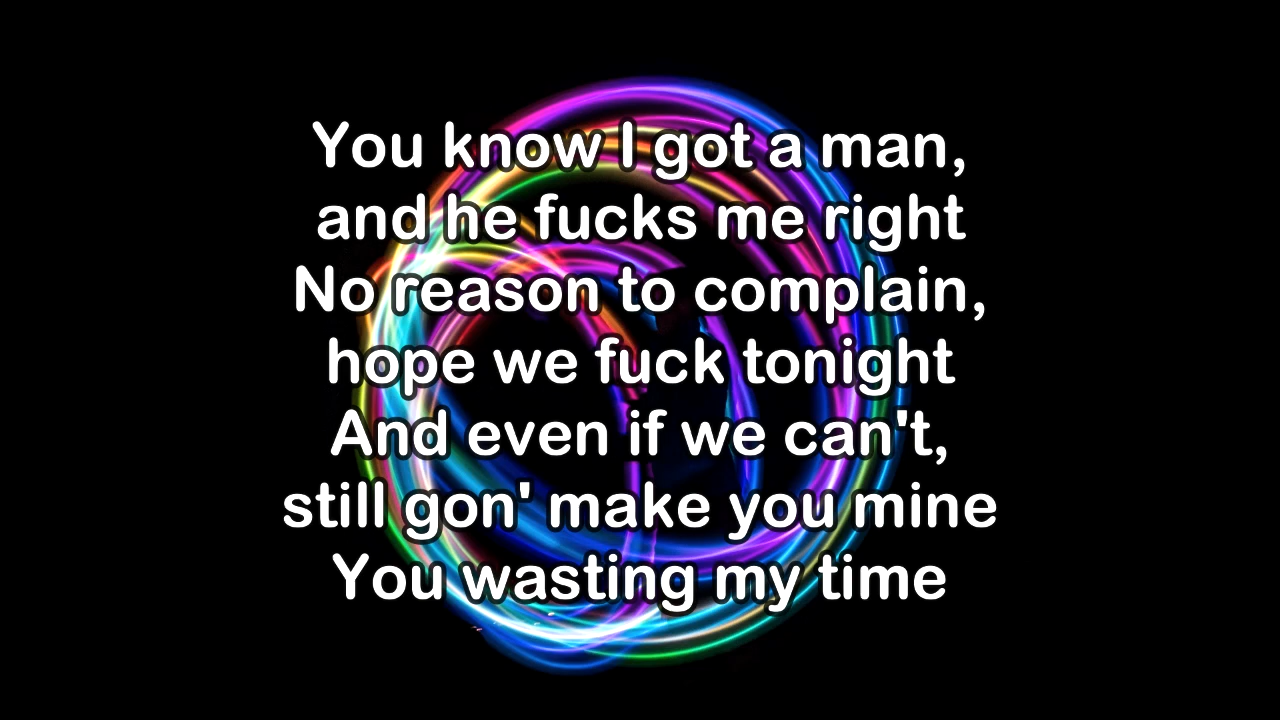 You know I got a man,
and he fucks me right
No reason to complain,
hope we fuck tonight
And even if we can't,
still gon' make you mine
You wasting my time